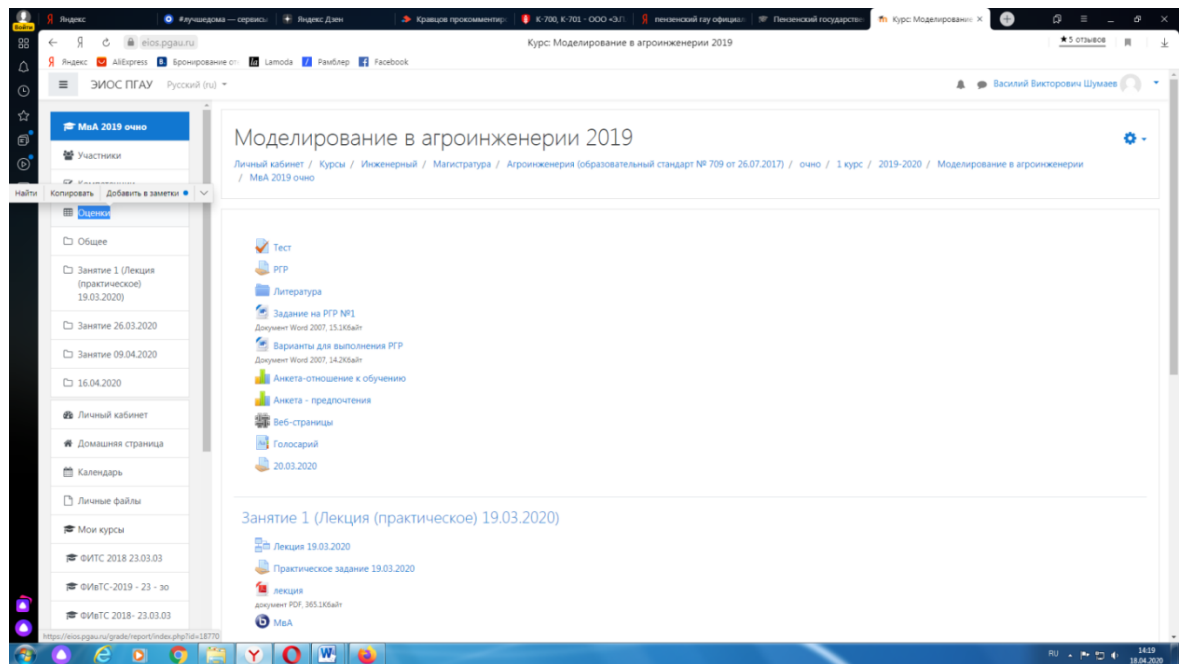 Войти
Яндекс
#лучшедома — сервисы
Яндекс Дзен
Кравцов прокомментиро
К-700, К-701 - ООО «З.Г
пензенский гау официал
Пензенский государстве
Курс: Моделирование
eios.pgau.ru
Курс: Моделирование в агроинженерии 2019
★ 5 отзывов
Яндекс
AliExpress
Бронирование от
Lamoda
Рамблер
Facebook
ЭИОС ПГАУ
Русский (ru)
Василий Викторович Шумаев
МвА 2019 очно
Участники
Компетенции
Найти
Копировать
Добавить в заметки
Оценки
Общее
Занятие 1 (Лекция
(практическое)
19.03.2020)
Занятие 26.03.2020
Занятие 09.04.2020
16.04.2020
Личный кабинет
Домашняя страница
Календарь
Личные файлы
Мои курсы
ФИТС 2018 23.03.03
ФИвТС-2019 - 23 - зо
ФИвТС 2018- 23.03.03
Моделирование в агроинженерии 2019
Личный кабинет / Курсы / Инженерный / Магистратура / Агроинженерия (образовательный стандарт № 709 от 26.07.2017) / очно / 1 курс / 2019-2020 / Моделирование в агроинженерии
/ МвА 2019 очно
Тест
РГР
Литература
Задание на РГР №1
Документ Word 2007, 15.1Кбайт
Варианты для выполнения РГР
Документ Word 2007, 14.2Кбайт
Анкета-отношение к обучению
Анкета - предпочтения
Веб-страницы
Голосарий
20.03.2020
Занятие 1 (Лекция (практическое) 19.03.2020)
Лекция 19.03.2020
Практическое задание 19.03.2020
лекция
документ PDF, 365.1Кбайт
МвА
https://eios.pgau.ru/grade/report/index.php?id=18770
RU
14:19
18.04.2020